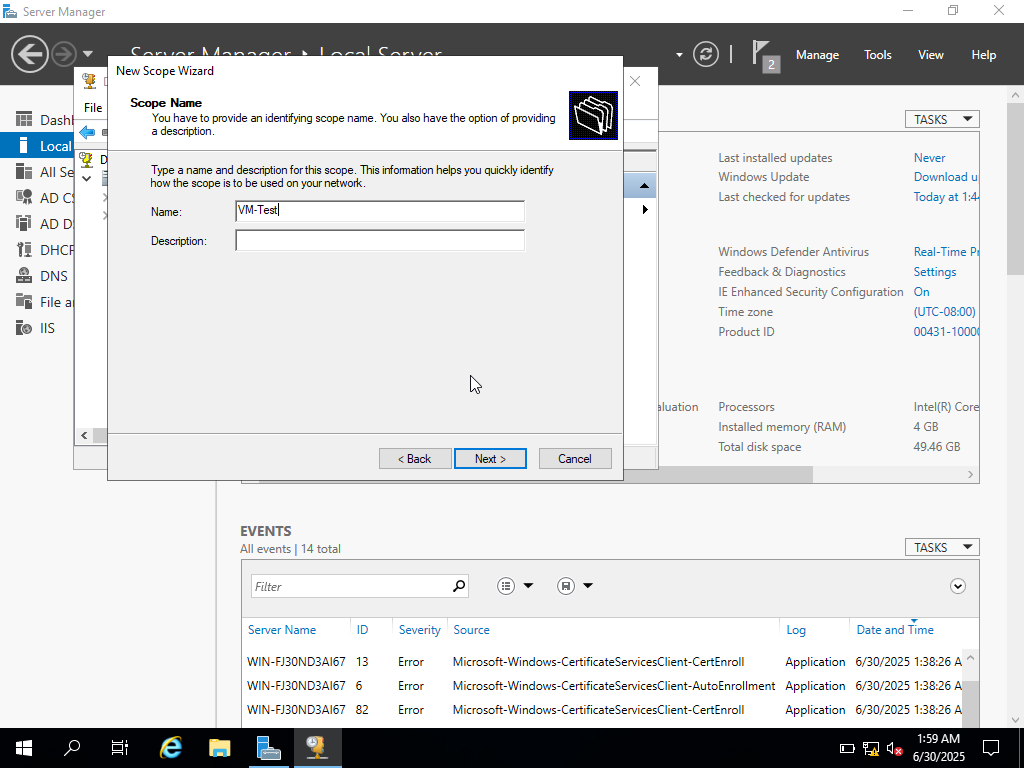 Server Manager
Server Manager • Local Server
2
Manage
Tools
View
Help
New Scope Wizard
Scope Name
You have to provide an identifying scope name. You also have the option of providing
a description.
Type a name and description for this scope. This information helps you quickly identify
how the scope is to be used on your network.
Name:
VM-Test
Description:
< Back
Next >
Cancel
File
D
Dashb
Local
All Se
AD CS
AD D
DHCP
DNS
File an
IIS
TASKS
Last installed updates
Never
Windows Update
Download u
Last checked for updates
Today at 1:4
Windows Defender Antivirus
Real-Time Pr
Feedback & Diagnostics
Settings
IE Enhanced Security Configuration
On
Time zone
(UTC-08:00)
Product ID
00431-1000
aluation
Processors
Intel(R) Core
Installed memory (RAM)
4 GB
Total disk space
49.46 GB
EVENTS
All events | 14 total
TASKS
Filter
Server Name ID Severity Source Log Date and Time
WIN-FJ30ND3AI67 13 Error Microsoft-Windows-CertificateServicesClient-CertEnroll Application 6/30/2025 1:38:26 A
WIN-FJ30ND3AI67 6 Error Microsoft-Windows-CertificateServicesClient-AutoEnrollment Application 6/30/2025 1:38:26 A
WIN-FJ30ND3AI67 82 Error Microsoft-Windows-CertificateServicesClient-CertEnroll Application 6/30/2025 1:38:26 A
1:59 AM
6/30/2025